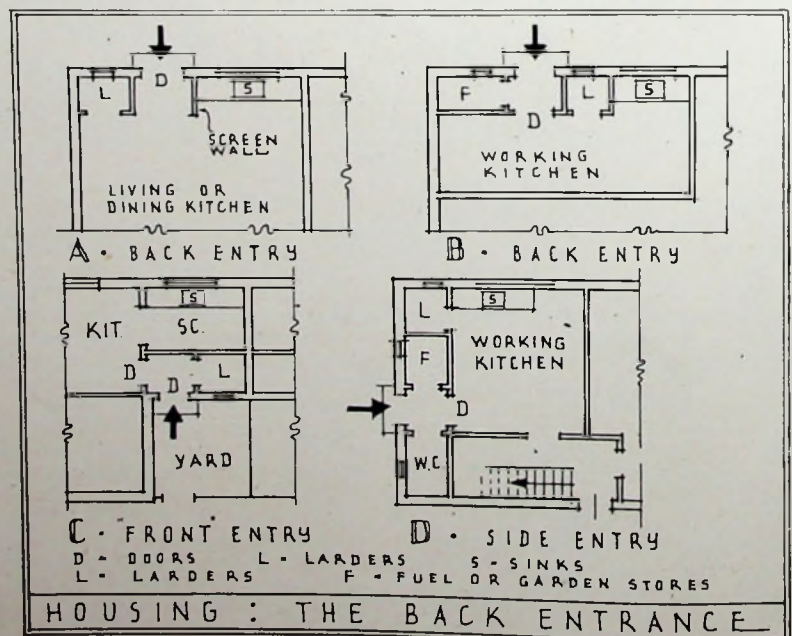 D
L
S
SCREEN
WALL
LIVING OR
DINING KITCHEN
A · BACK ENTRY
F
L
S
D
WORKING
KITCHEN
B · BACK ENTRY
S
KIT.
SC.
D
D
L
YARD
C · FRONT ENTRY
L
S
WORKING
KITCHEN
F
D
W.C
D · SIDE ENTRY
D - DOORS L - LARDERS S - SINKS
L - LARDERS F - FUEL OR GARDEN STORES
HOUSING : THE BACK ENTRANCE